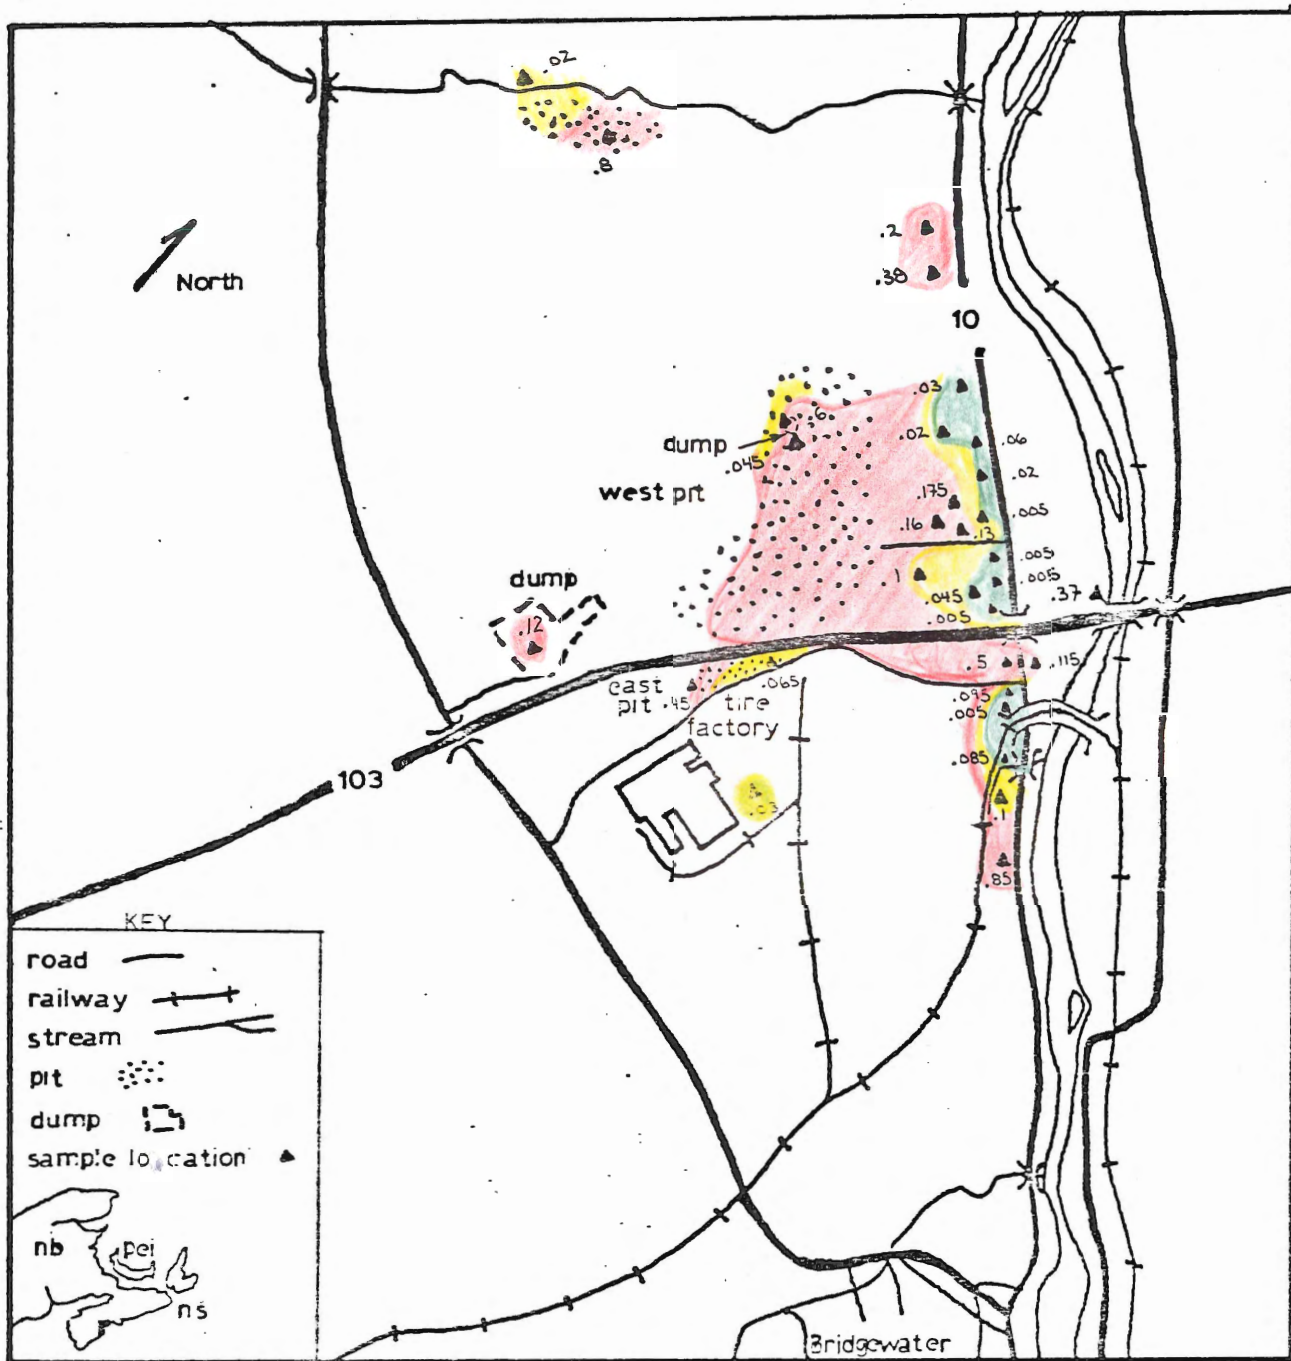 .02
.8
.2
North
.38
10
.03
.6
dump
.02
.06
.045
.02
west pit
.175
.005
.16
.13
.005
dump
.1
.005
.045
.37
.12
.005
.5
.115
east
.065
pit .45
tire
factory
.095
.005
.085
103
.03
.1
.85
KEY
road
railway
stream
pit
dump
sample location
nb
pei
ns
Bridgewater